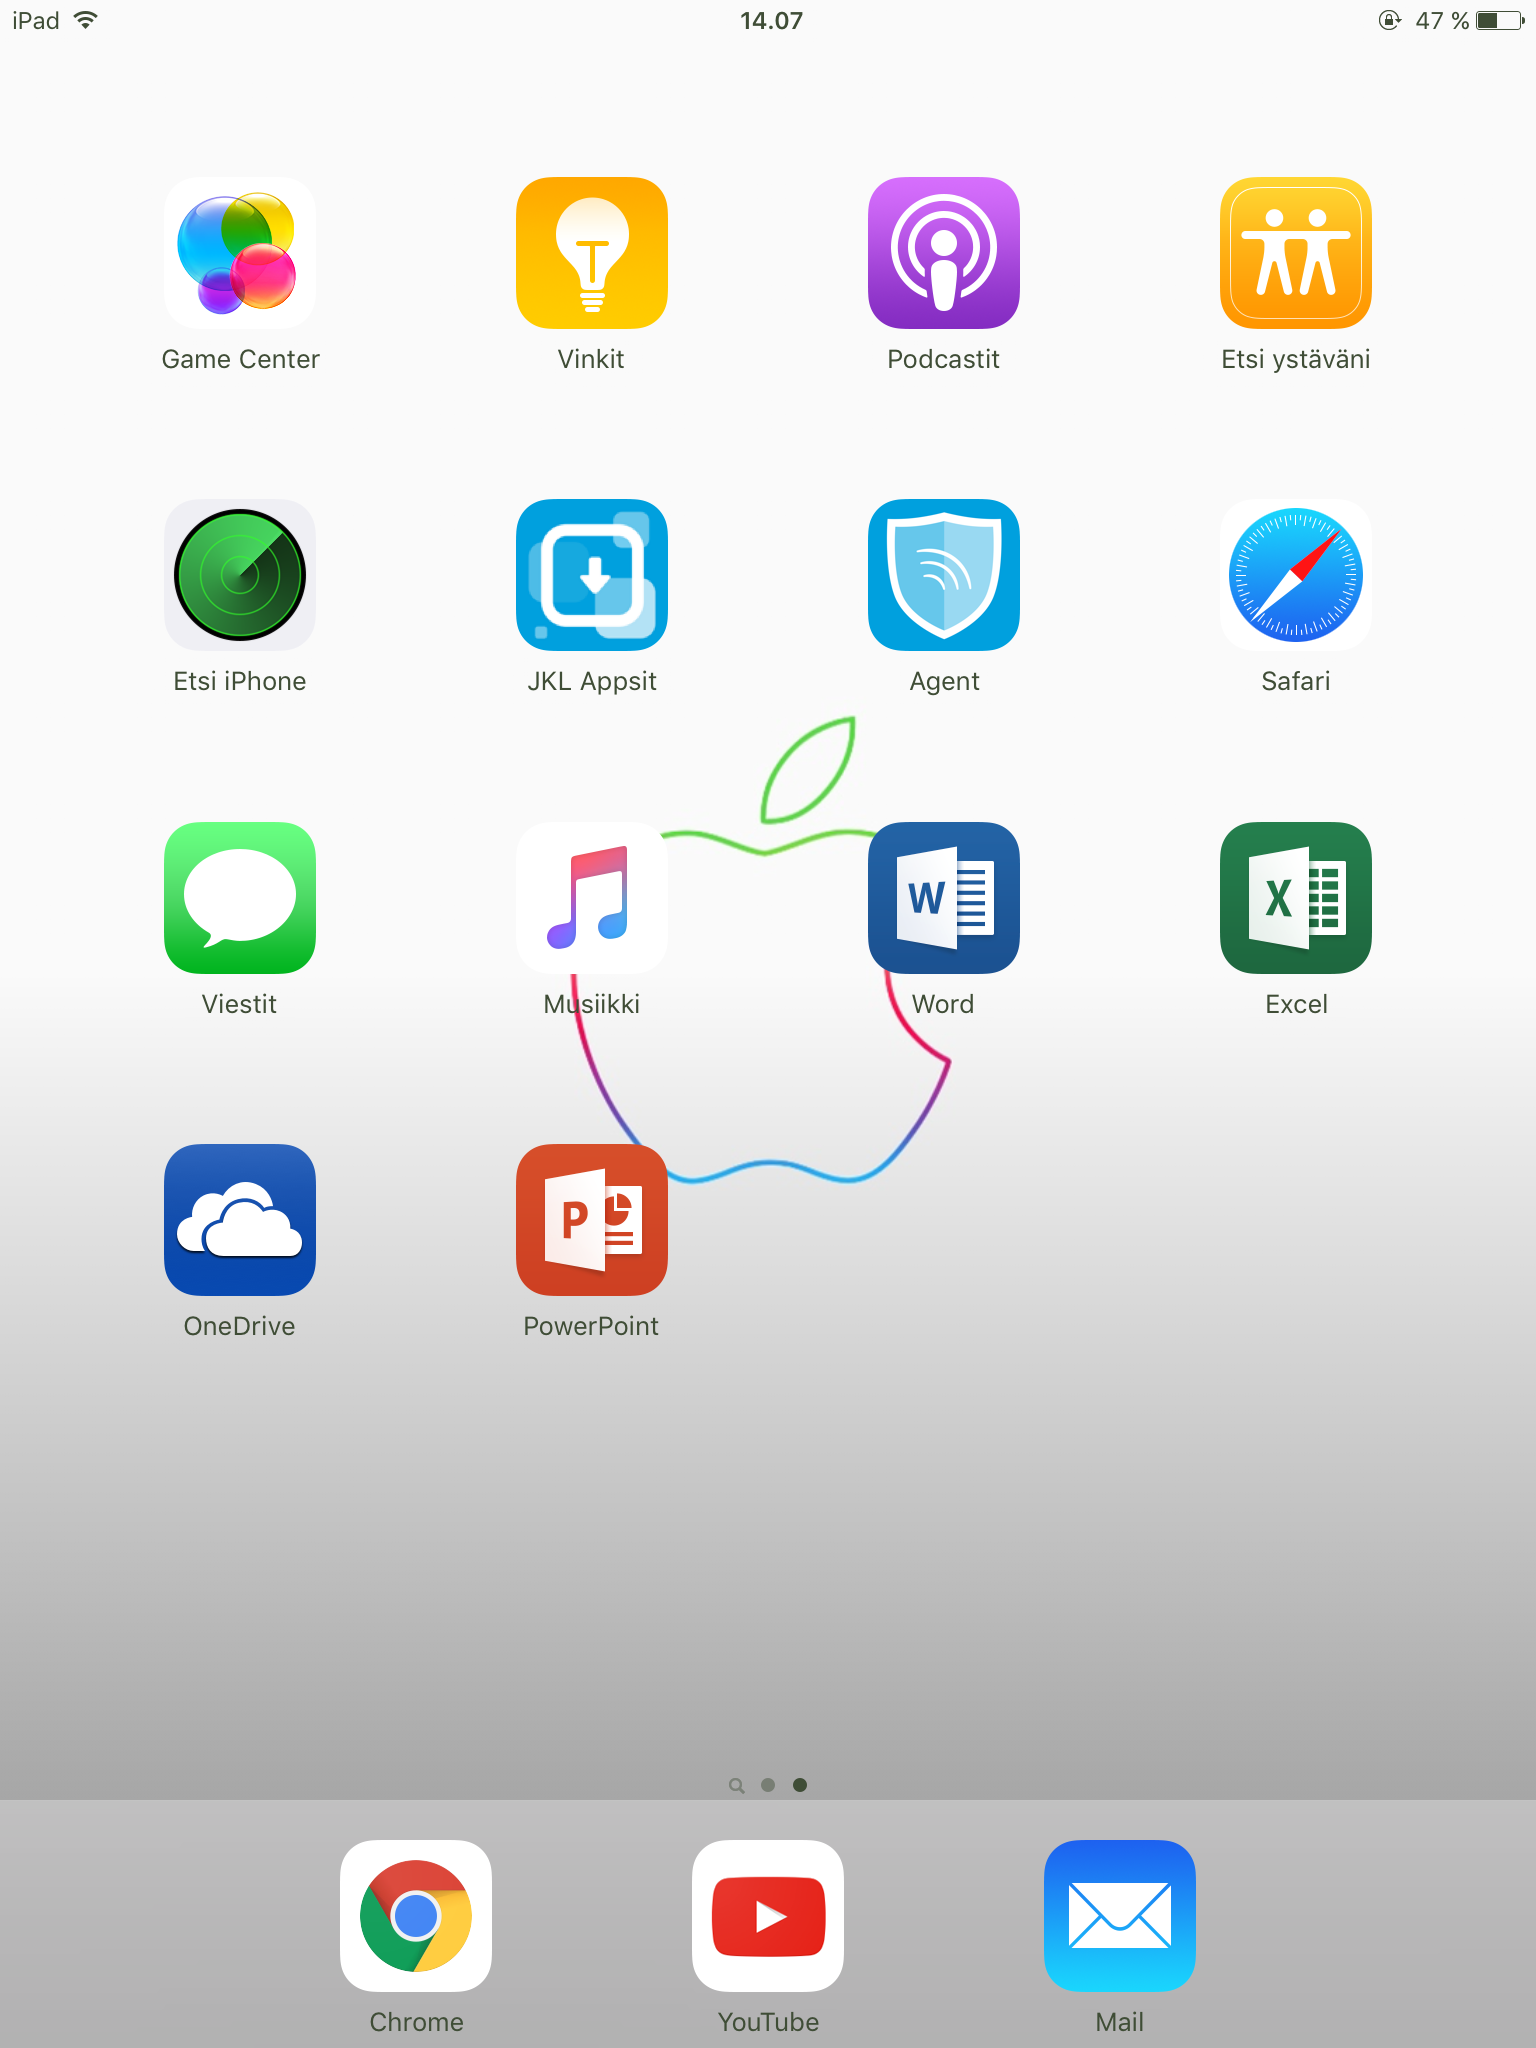 iPad 14.07 47 %
Game Center Vinkit Podcastit Etsi ystäväni
Etsi iPhone JKL Appsit Agent Safari
W X
Viestit Musiikki Word Excel
P
OneDrive PowerPoint
Chrome YouTube Mail